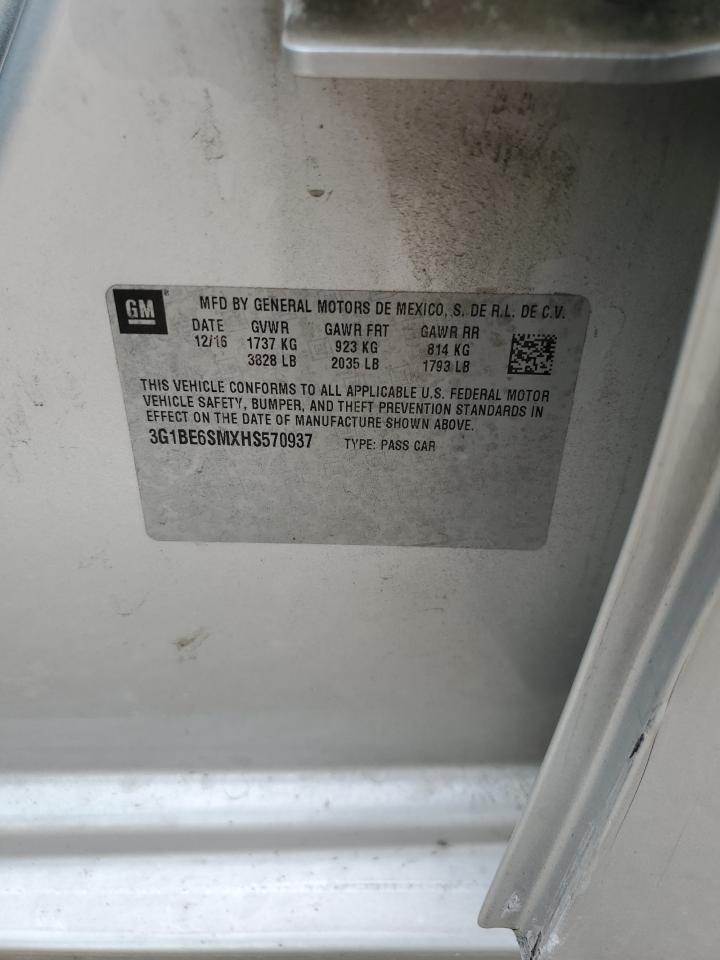 GM ® MFD BY GENERAL MOTORS DE MEXICO, S. DE R.L. DE C.V.
DATE GVWR GAWR FRT GAWR RR
12/16 1737 KG 923 KG 814 KG
3828 LB 2035 LB 1793 LB
THIS VEHICLE CONFORMS TO ALL APPLICABLE U.S. FEDERAL MOTOR
VEHICLE SAFETY, BUMPER, AND THEFT PREVENTION STANDARDS IN
EFFECT ON THE DATE OF MANUFACTURE SHOWN ABOVE.
3G1BE6SMXHS570937 TYPE: PASS CAR